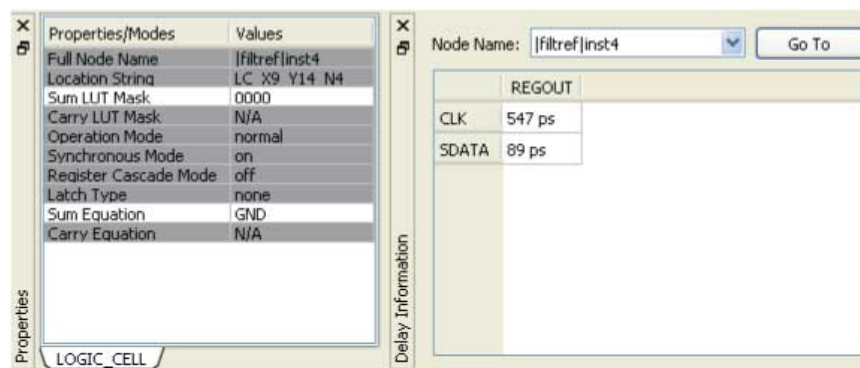 Properties/Modes Values
Full Node Name |filtref|inst4
Location String LC_X9_Y14_N4
Sum LUT Mask 0000
Carry LUT Mask N/A
Operation Mode normal
Synchronous Mode on
Register Cascade Mode off
Latch Type none
Sum Equation GND
Carry Equation N/A
Properties
LOGIC_CELL
Node Name: |filtref|inst4 Go To
REGOUT
CLK 547 ps
SDATA 89 ps
Delay Information